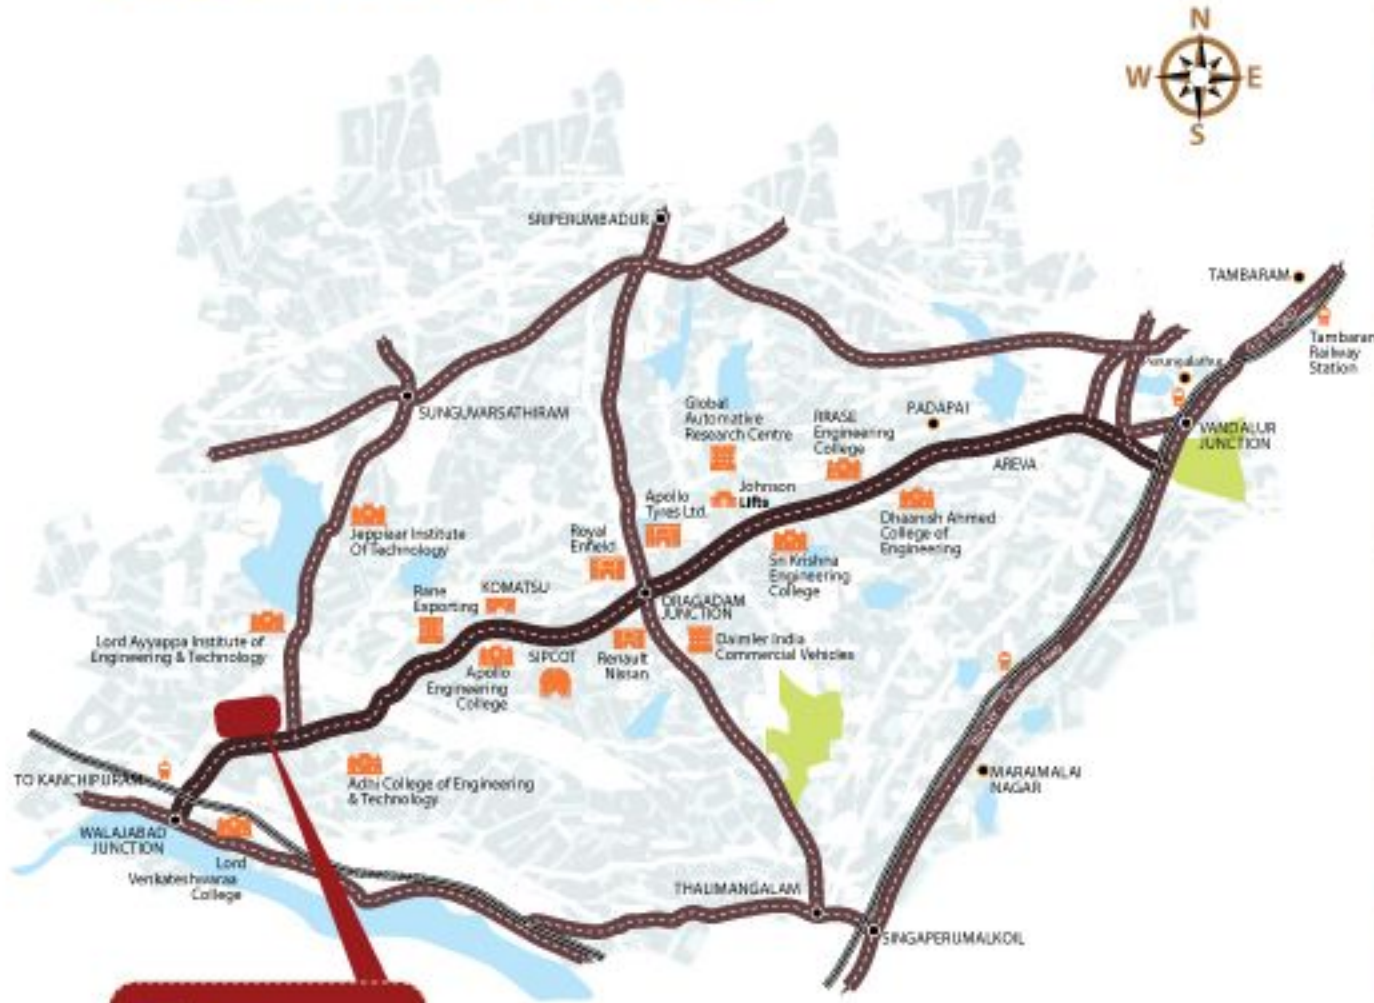 N
W E
S
SRIPERUMBADUR
TAMBARAM
Tambaram
Railway
Station
SUNGUVARSATHIRAM
VANDALUR
JUNCTION
PADAPAI
AREVA
Global
Automative
Research Centre
RRASE
Engineering
College
Johnson
Lifts
Apollo
Tyres Ltd.
Royal
Enfield
Dhaanish Ahmed
College of
Engineering
Sri Krishna
Engineering
College
Jeppiaar Institute
Of Technology
Rane
Exporting
KOMATSU
ORAGADAM
JUNCTION
Daimler India
Commercial Vehicles
Renault
Nissan
SIPCOT
Apollo
Engineering
College
Lord Ayyappa Institute of
Engineering & Technology
Adhi College of Engineering
& Technology
TO KANCHIPURAM
WALAJABAD
JUNCTION
Lord
Venkateshwaraa
College
MARAIMALAI
NAGAR
THALIMANGALAM
SINGAPERUMALKOIL